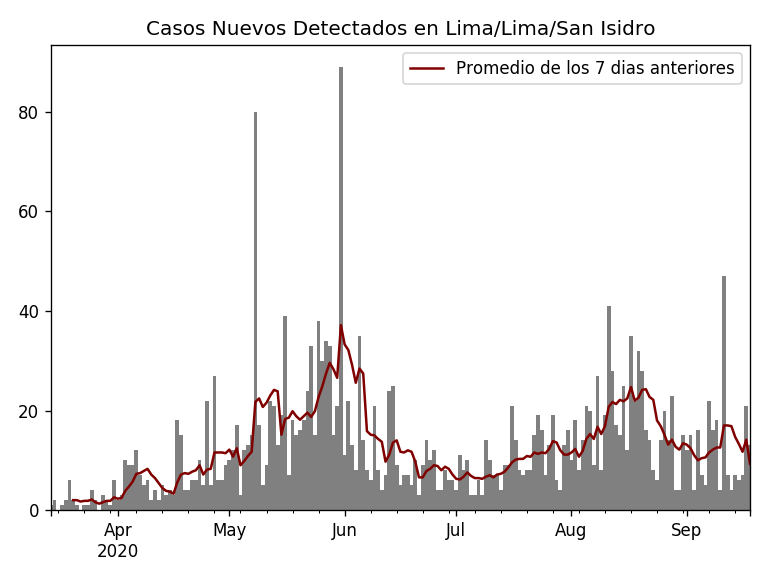 Casos Nuevos Detectados en Lima/Lima/San Isidro
Promedio de los 7 dias anteriores
80
60
40
20
0
Apr May Jun Jul Aug Sep
2020